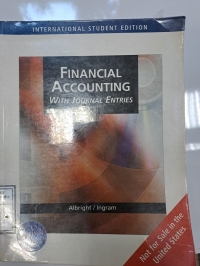 INTERNATIONAL STUDENT EDITION
FINANCIAL
ACCOUNTING
WITH JOURNAL ENTRIES
Albright / Ingram
Not for Sale in the
United States